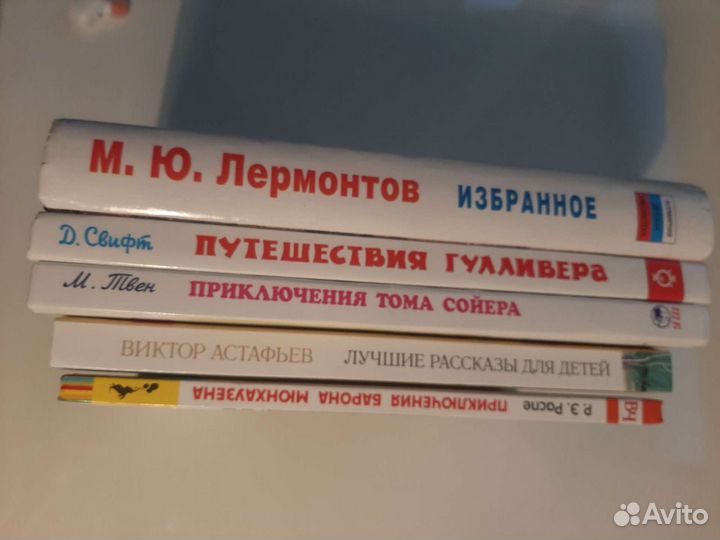 М. Ю. Лермонтов ИЗБРАННОЕ
Д. Свифт ПУТЕШЕСТВИЯ ГУЛЛИВЕРА
М. Твен ПРИКЛЮЧЕНИЯ ТОМА СОЙЕРА
ВИКТОР АСТАФЬЕВ ЛУЧШИЕ РАССКАЗЫ ДЛЯ ДЕТЕЙ
Р. Э. Распе ПРИКЛЮЧЕНИЯ БАРОНА МЮНХАУЗЕНА
ВЧ
Avito